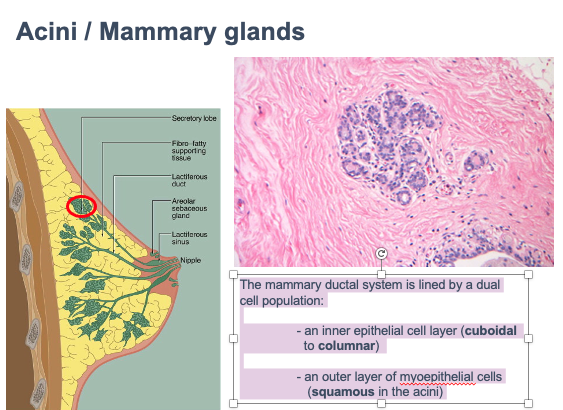 Acini / Mammary glands
Secretory lobe
Fibro–fatty
supporting
tissue
Lactiferous
duct
Areolar
sebaceous
gland
Lactiferous
sinus
Nipple
The mammary ductal system is lined by a dual
cell population:
- an inner epithelial cell layer (cuboidal
to columnar)
- an outer layer of myoepithelial cells
(squamous in the acini)